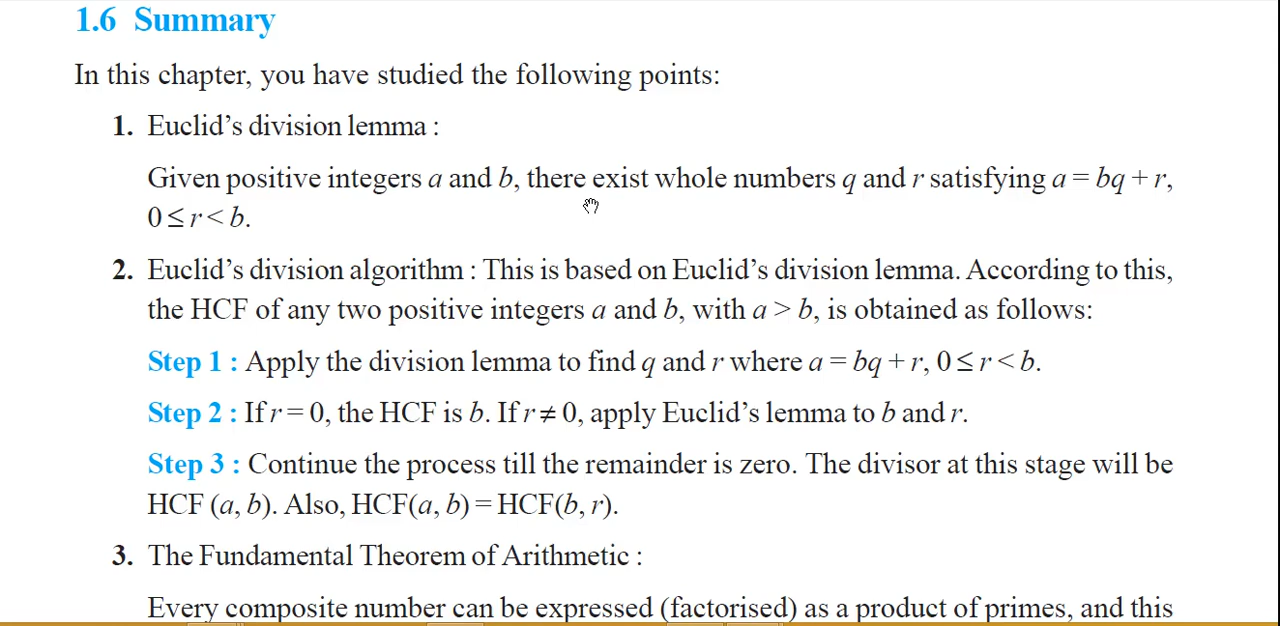 1.6 Summary
In this chapter, you have studied the following points:
1. Euclid’s division lemma :
Given positive integers a and b, there exist whole numbers q and r satisfying a = bq + r,
0 ≤ r < b.
2. Euclid’s division algorithm : This is based on Euclid’s division lemma. According to this,
the HCF of any two positive integers a and b, with a > b, is obtained as follows:
Step 1 : Apply the division lemma to find q and r where a = bq + r, 0 ≤ r < b.
Step 2 : If r = 0, the HCF is b. If r ≠ 0, apply Euclid’s lemma to b and r.
Step 3 : Continue the process till the remainder is zero. The divisor at this stage will be
HCF (a, b). Also, HCF(a, b) = HCF(b, r).
3. The Fundamental Theorem of Arithmetic :
Every composite number can be expressed (factorised) as a product of primes, and this